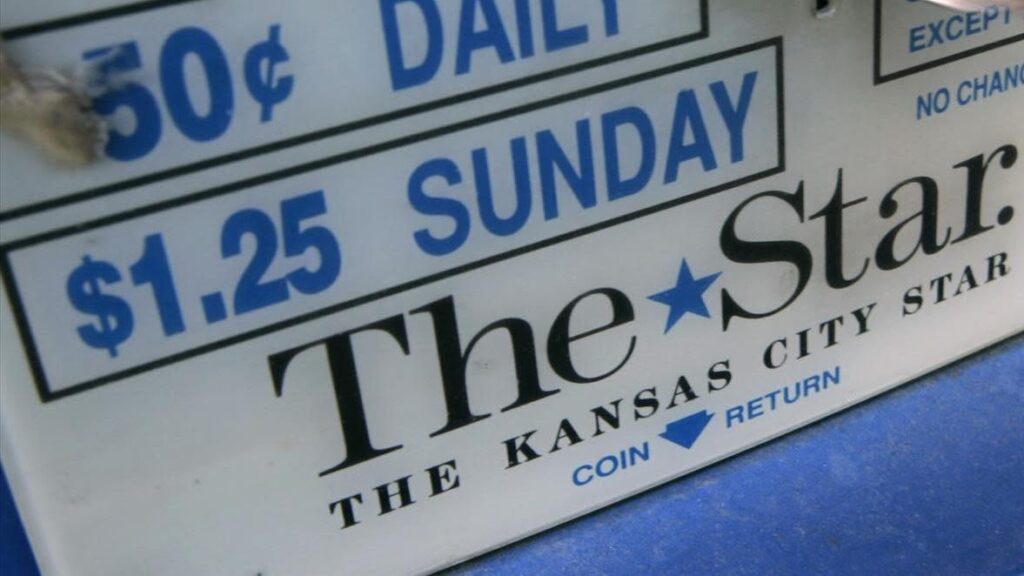 50¢ DAILY
$1.25 SUNDAY
EXCEPT
NO CHANG
The★Star.
THE KANSAS CITY STAR
COIN RETURN